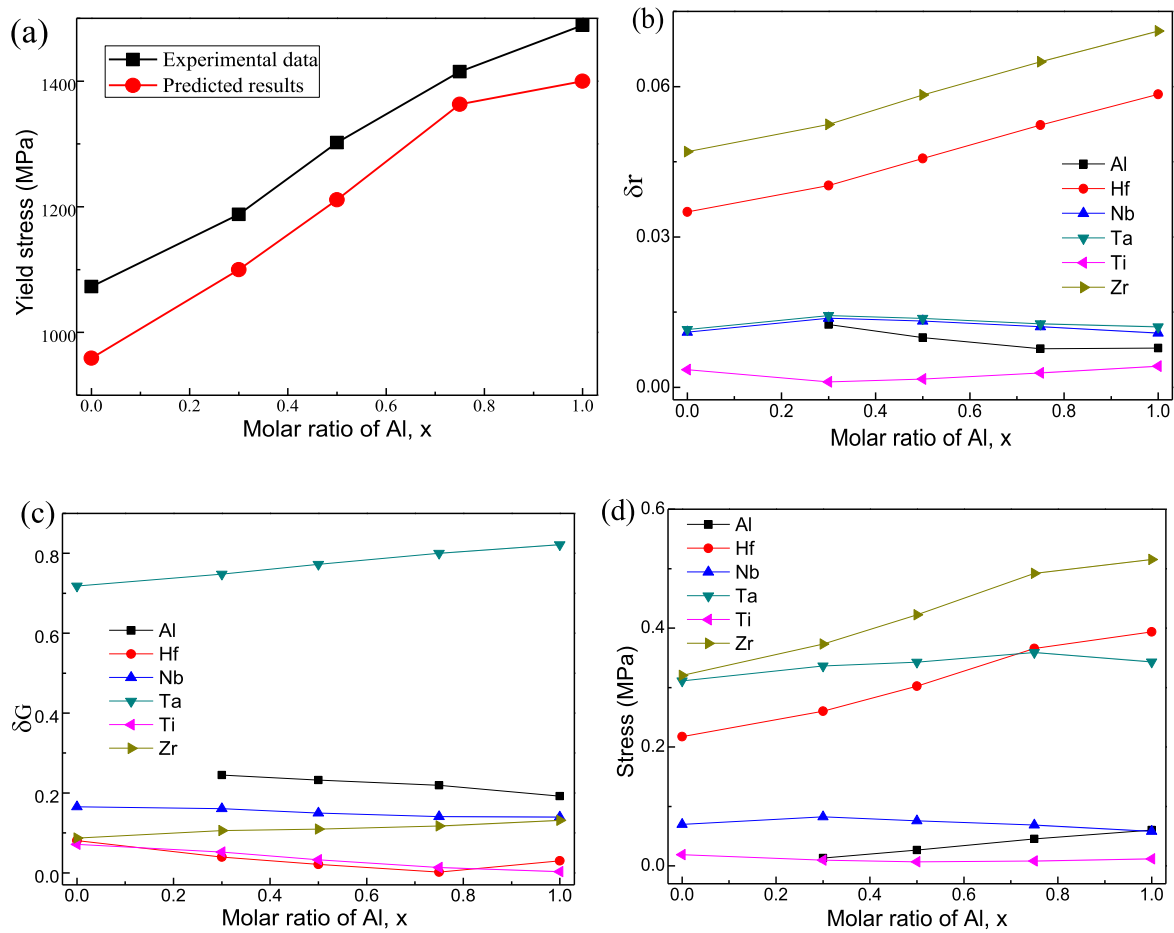 (a)
Experimental data
Predicted results
1400
1200
1000
Yield stress (MPa)
0.0 0.2 0.4 0.6 0.8 1.0
Molar ratio of Al, x
(b)
0.06
0.03
0.00
δr
Al
Hf
Nb
Ta
Ti
Zr
0.0 0.2 0.4 0.6 0.8 1.0
Molar ratio of Al, x
(c)
0.8
0.6
0.4
0.2
0.0
δG
Al
Hf
Nb
Ta
Ti
Zr
0.0 0.2 0.4 0.6 0.8 1.0
Molar ratio of Al, x
(d)
0.6
0.4
0.2
0.0
Stress (MPa)
Al
Hf
Nb
Ta
Ti
Zr
0.0 0.2 0.4 0.6 0.8 1.0
Molar ratio of Al, x